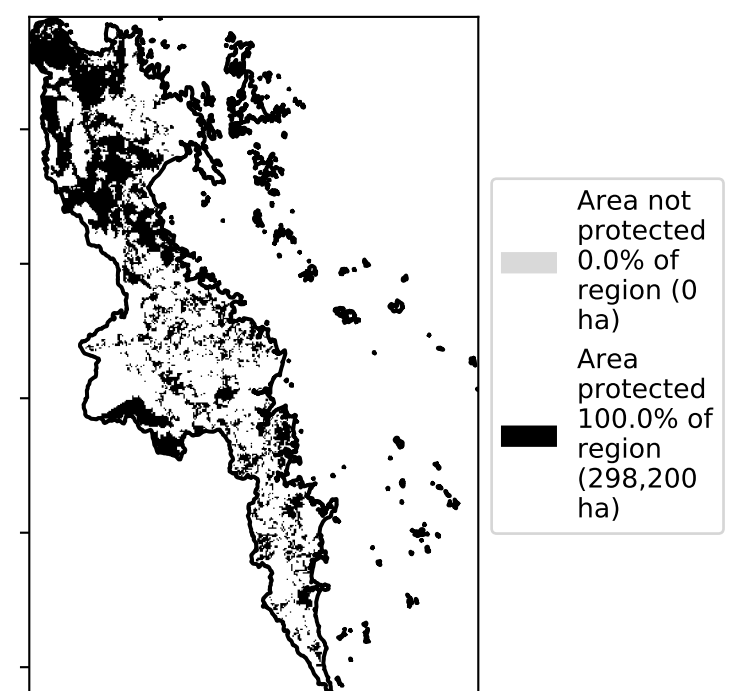 Area not
protected
0.0% of
region (0
ha)
Area
protected
100.0% of
region
(298,200
ha)